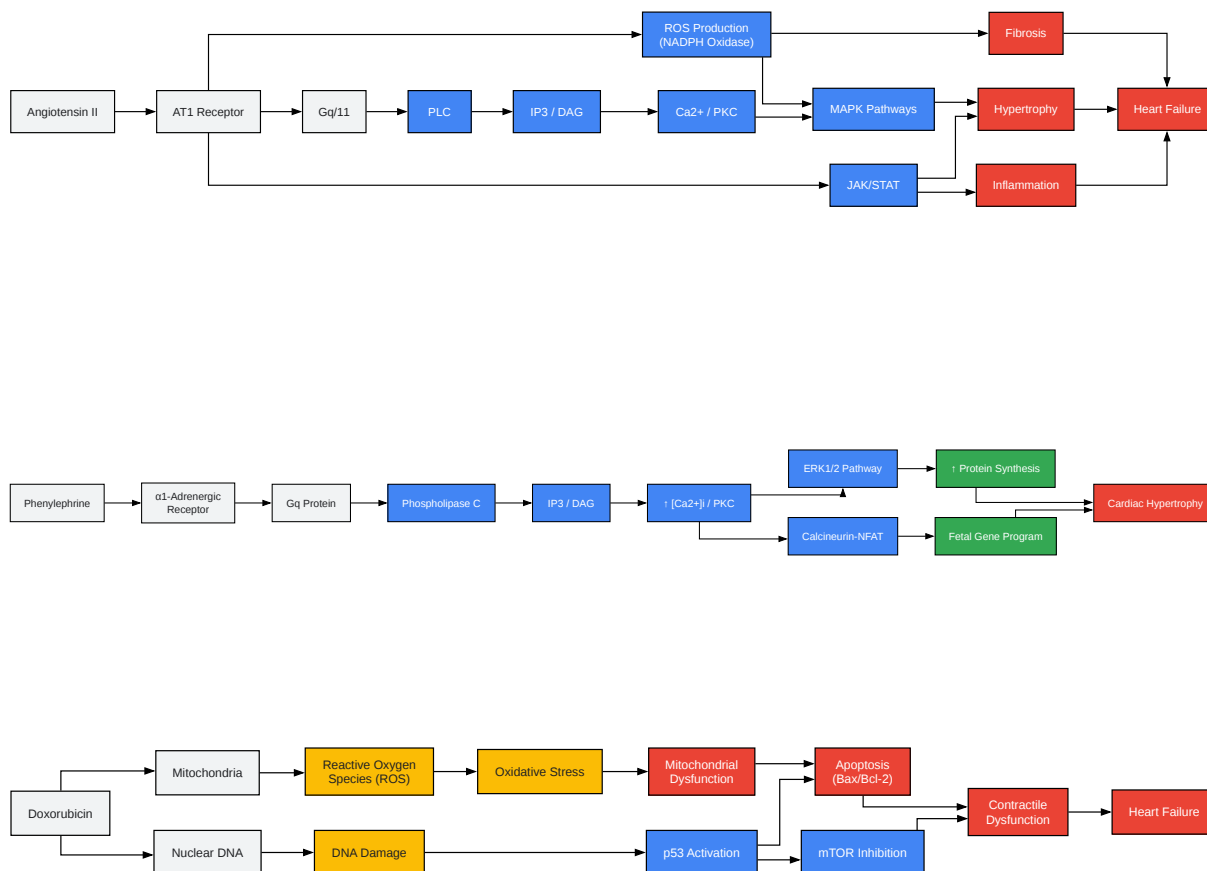 ROS Production
(NADPH Oxidase)
Fibrosis
Angiotensin II
AT1 Receptor
Gq/11
PLC
IP3 / DAG
Ca2+ / PKC
MAPK Pathways
Hypertrophy
Heart Failure
JAK/STAT
Inflammation
ERK1/2 Pathway
↑ Protein Synthesis
Phenylephrine
α1-Adrenergic
Receptor
Gq Protein
Phospholipase C
IP3 / DAG
↑ [Ca2+]i / PKC
Cardiac Hypertrophy
Calcineurin-NFAT
Fetal Gene Program
Mitochondria
Reactive Oxygen
Species (ROS)
Oxidative Stress
Mitochondrial
Dysfunction
Apoptosis
(Bax/Bcl-2)
Doxorubicin
Contractile
Dysfunction
Heart Failure
Nuclear DNA
DNA Damage
p53 Activation
mTOR Inhibition